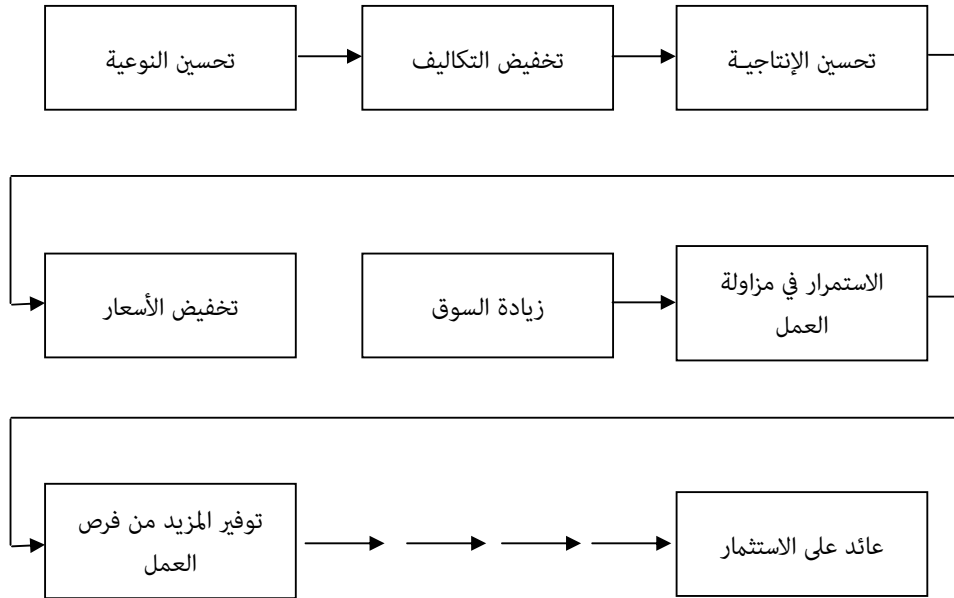 تحسين النوعية
تخفيض التكاليف
تحسين الإنتاجيـة
تخفيض الأسعار
زيادة السوق
الاستمرار في مزاولة
العمل
توفير المزيد من فرص
العمل
عائد على الاستثمار